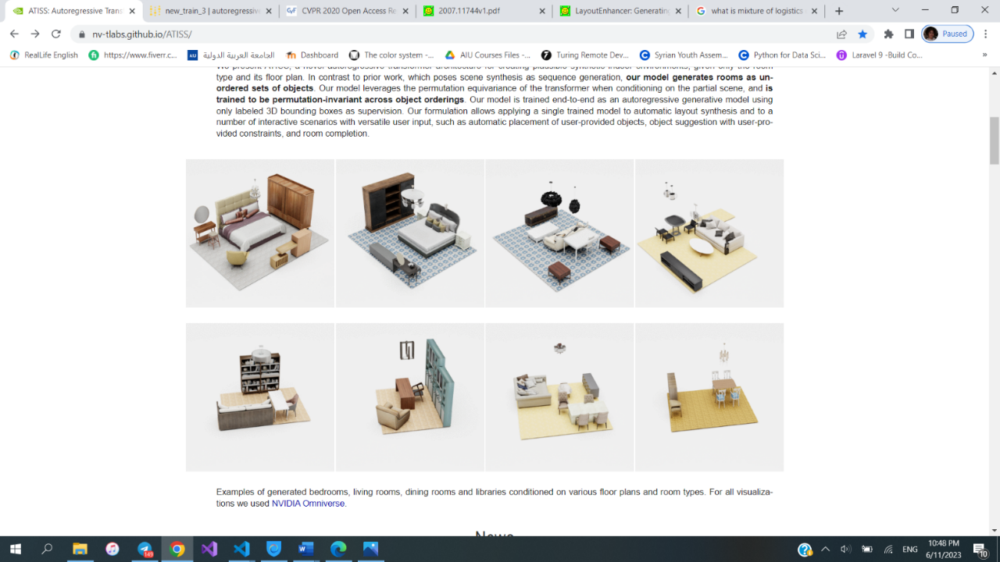 ATISS: Autoregressive Trans
new_train_3 | autoregressive
CVPR 2020 Open Access Re
2007.11744v1.pdf
LayoutEnhancer: Generating
what is mixture of logistics
nv-tlabs.github.io/ATISS/
Paused
RealLife English
https://www.fiverr.c...
الجامعة العربية الدولية
Dashboard
The color system -...
AIU Courses Files -...
Turing Remote Dev...
Syrian Youth Assem...
Python for Data Sci...
Laravel 9 -Build Co...
»
We present ATISS, a novel autoregressive transformer architecture for creating plausible synthetic indoor environments, given only the room
type and its floor plan. In contrast to prior work, which poses scene synthesis as sequence generation, our model generates rooms as un-
ordered sets of objects. Our model leverages the permutation equivariance of the transformer when conditioning on the partial scene, and is
trained to be permutation-invariant across object orderings. Our model is trained end-to-end as an autoregressive generative model using
only labeled 3D bounding boxes as supervision. Our formulation allows applying a single trained model to automatic layout synthesis and to a
number of interactive scenarios with versatile user input, such as automatic placement of user-provided objects, object suggestion with user-pro-
vided constraints, and room completion.
Examples of generated bedrooms, living rooms, dining rooms and libraries conditioned on various floor plans and room types. For all visualiza-
tions we used NVIDIA Omniverse.
News
149
ENG
10:48 PM
6/11/2023
10